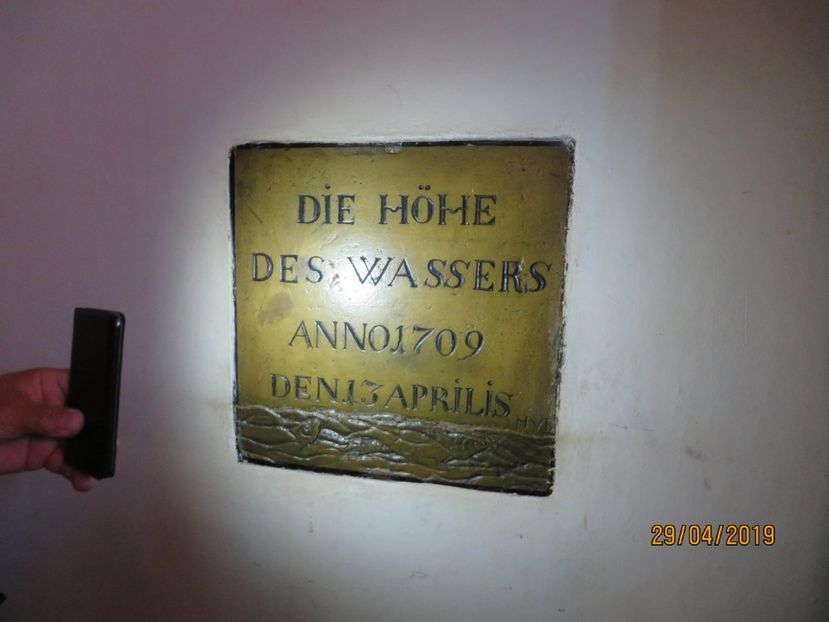 DIE HÖHE
DES WASSERS
ANNO 1709
DEN 13 APRILIS
29/04/2019